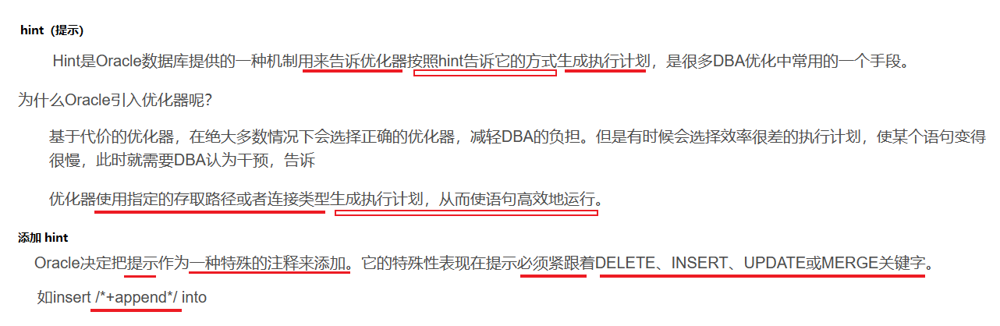 hint（提示）
Hint是Oracle数据库提供的一种机制用来告诉优化器按照hint告诉它的方式生成执行计划，是很多DBA优化中常用的一个手段。
为什么Oracle引入优化器呢？
基于代价的优化器，在绝大多数情况下会选择正确的优化器，减轻DBA的负担。但是有时候会选择效率很差的执行计划，使某个语句变得
很慢，此时就需要DBA认为干预，告诉
优化器使用指定的存取路径或者连接类型生成执行计划，从而使语句高效地运行。
添加 hint
Oracle决定把提示作为一种特殊的注释来添加。它的特殊性表现在提示必须紧跟着DELETE、INSERT、UPDATE或MERGE关键字。
如insert /*+append*/ into